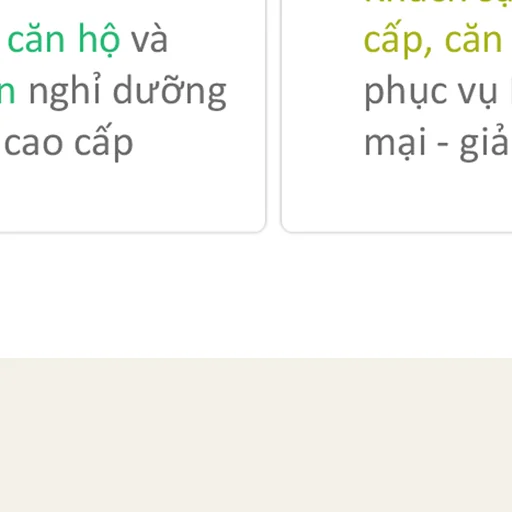 căn hộ và
nghỉ dưỡng
cao cấp
cấp, căn
phục vụ
mại - giả